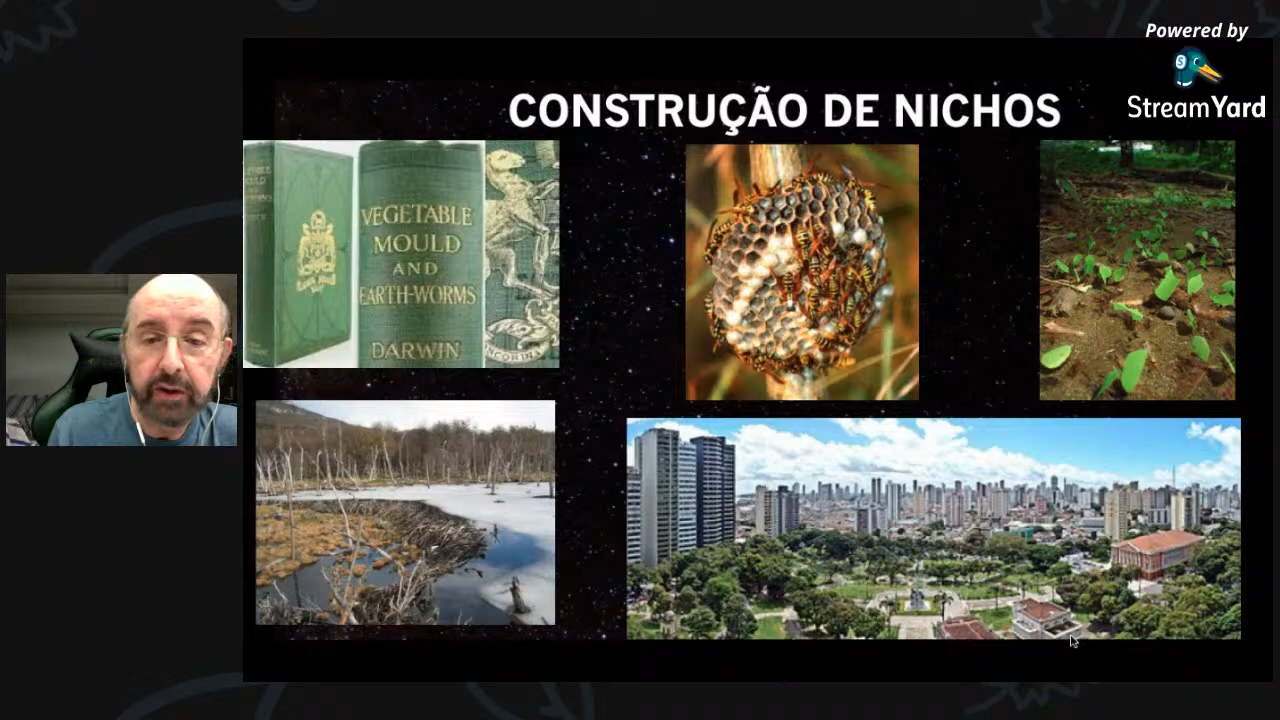 Powered by
StreamYard
CONSTRUÇÃO DE NICHOS
VEGETABLE
MOULD
AND
EARTH-WORMS
DARWIN